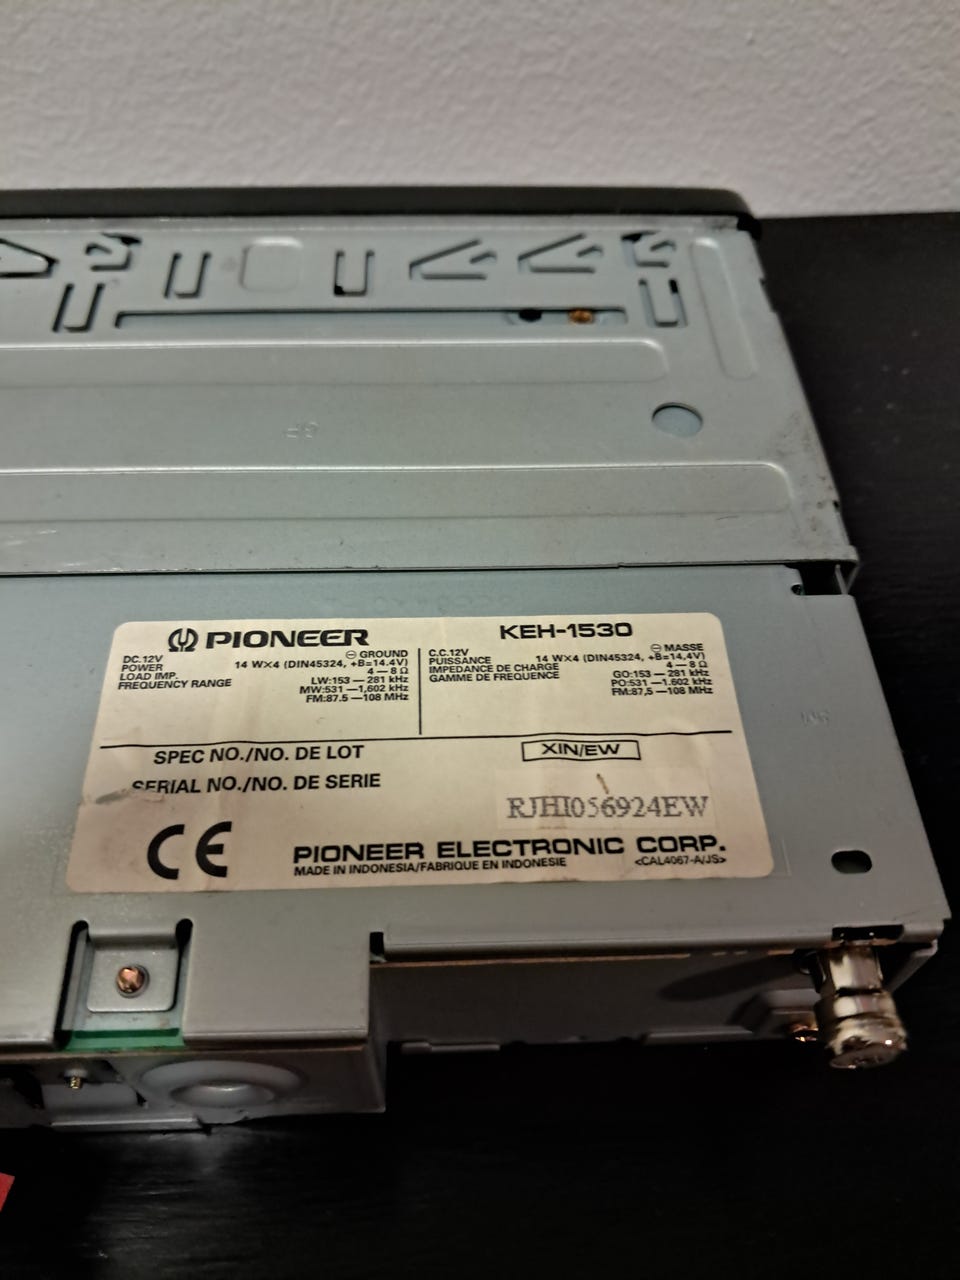 PIONEER
KEH-1530
DC.12V ⊖ GROUND
POWER 14 W×4 (DIN45324, +B=14.4V)
LOAD IMP. 4 — 8 Ω
FREQUENCY RANGE LW:153 — 281 kHz
MW:531 —1,602 kHz
FM:87.5 —108 MHz
C.C.12V ⊖ MASSE
PUISSANCE 14 W×4 (DIN45324, +B=14,4V)
IMPEDANCE DE CHARGE 4 — 8 Ω
GAMME DE FREQUENCE GO:153 — 281 kHz
PO:531 —1.602 kHz
FM:87,5 —108 MHz
SPEC NO./NO. DE LOT XIN/EW
SERIAL NO./NO. DE SERIE
RJHI056924EW
CE PIONEER ELECTRONIC CORP.
MADE IN INDONESIA/FABRIQUE EN INDONESIE <CAL4067-A/JS>